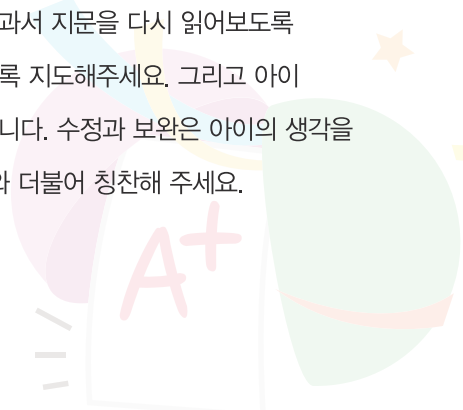 과서 지문을 다시 읽어보도록
록 지도해주세요. 그리고 아이
니다. 수정과 보완은 아이의 생각을
와 더불어 칭찬해 주세요.
A+